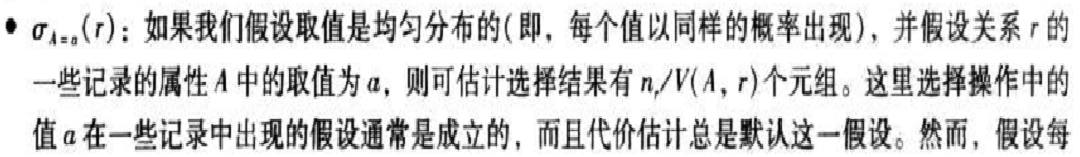 • σ_{A=a}(r)：如果我们假设取值是均匀分布的(即，每个值以同样的概率出现)，并假设关系 r 的
一些记录的属性 A 中的取值为 a，则可估计选择结果有 n_r/V(A, r)个元组。这里选择操作中的
值 a 在一些记录中出现的假设通常是成立的，而且代价估计总是默认这一假设。然而，假设每